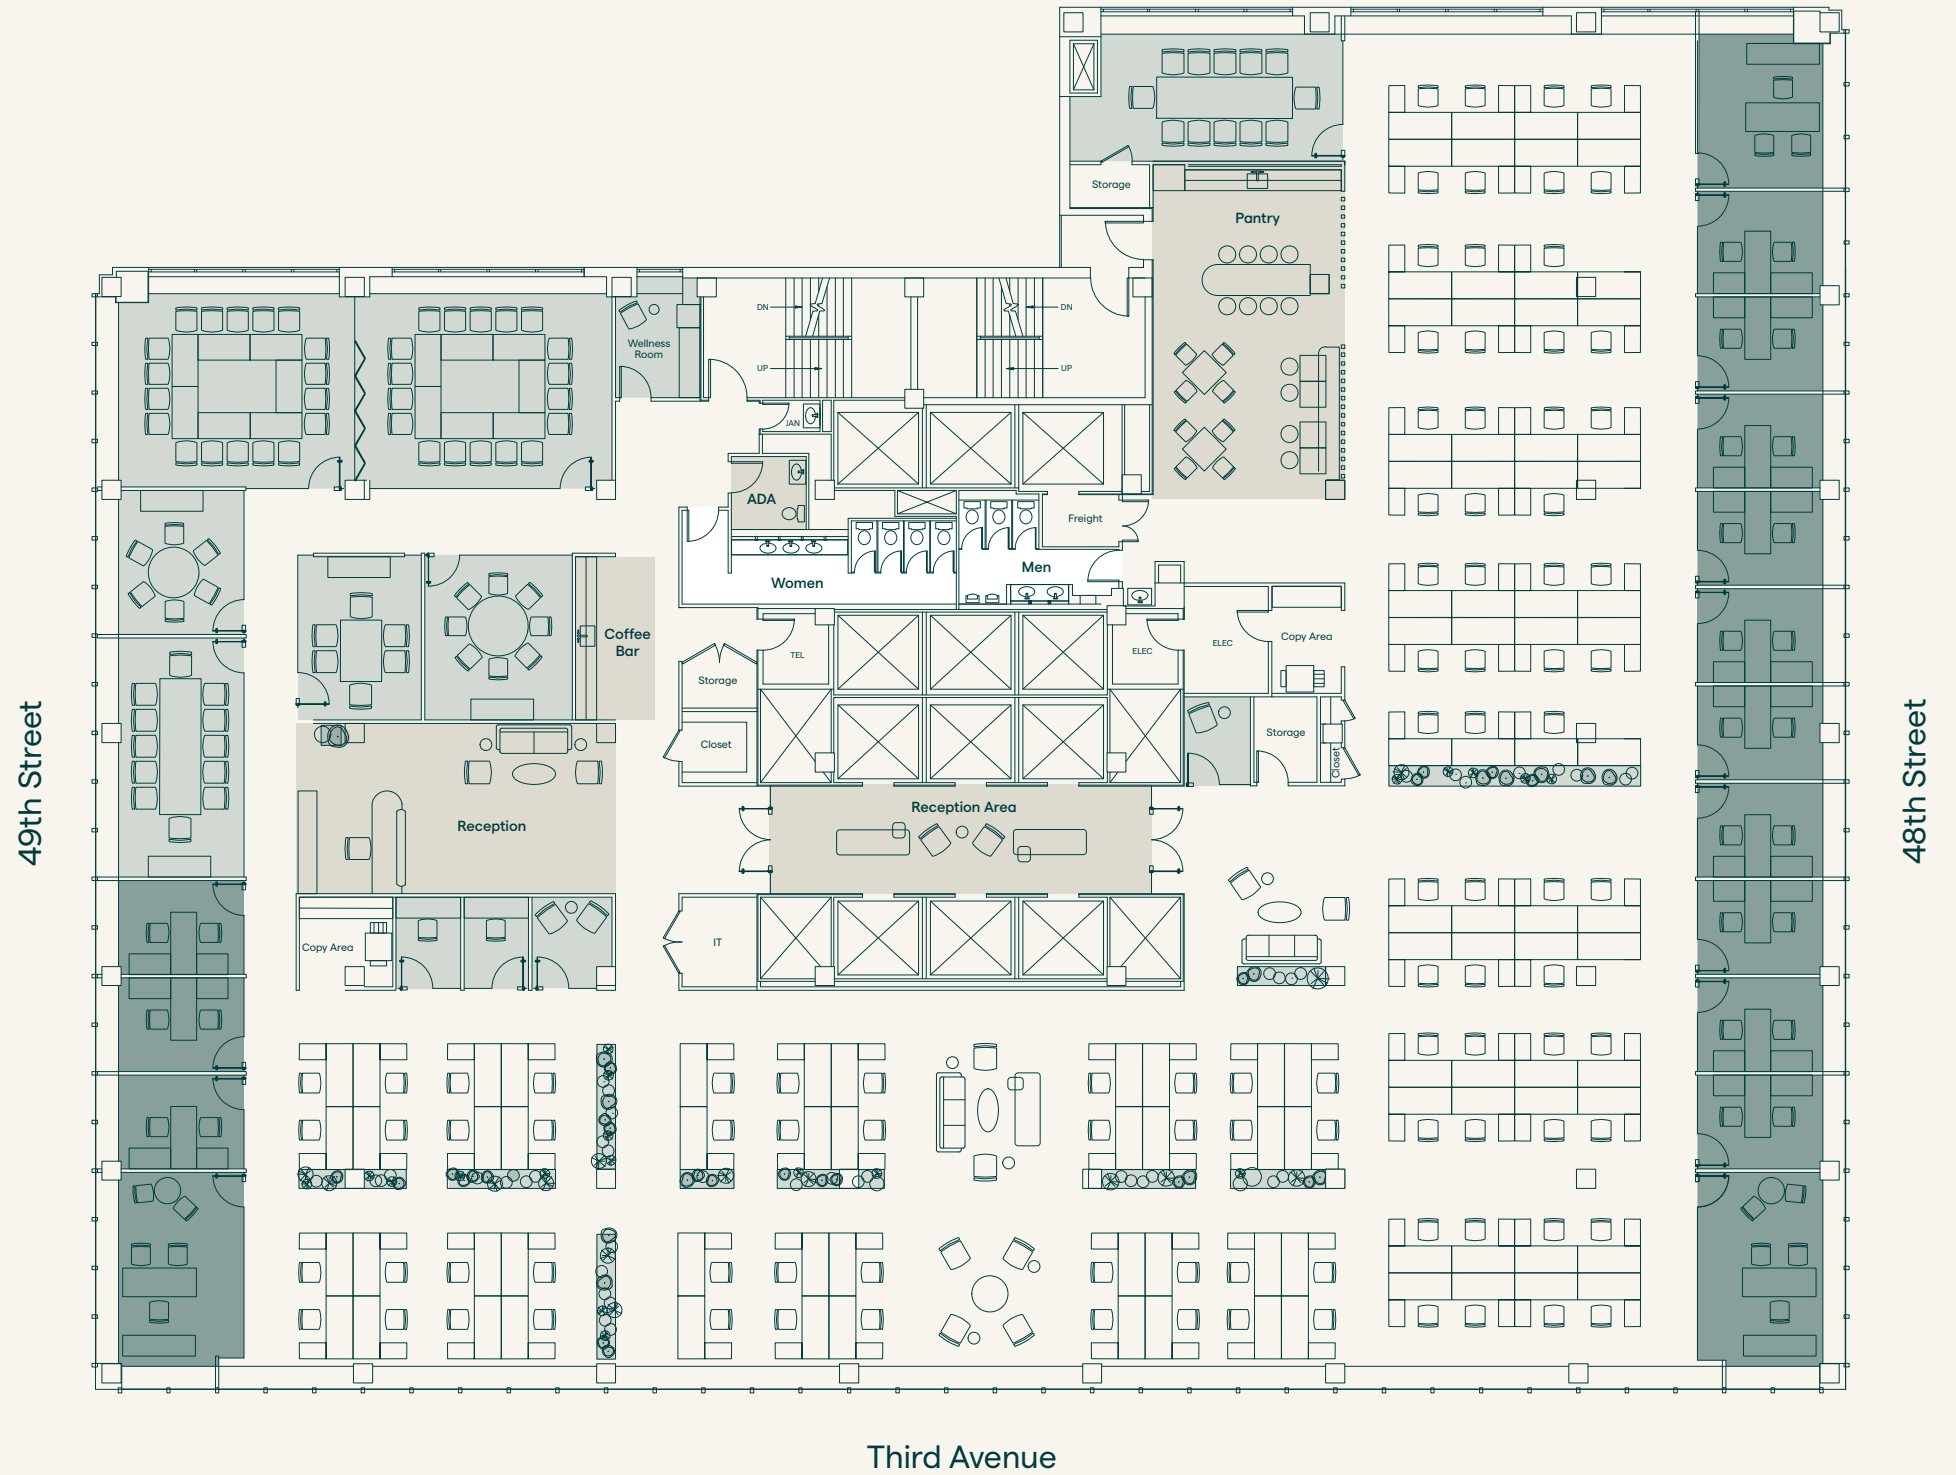 Storage
Pantry
DN
DN
Wellness
Room
UP
UP
JAN
ADA
Freight
Women
Men
Coffee
Bar
TEL
ELEC
ELEC
Copy Area
Storage
Closet
Storage
Closet
49th Street
48th Street
Reception
Reception Area
Copy Area
IT
Third Avenue